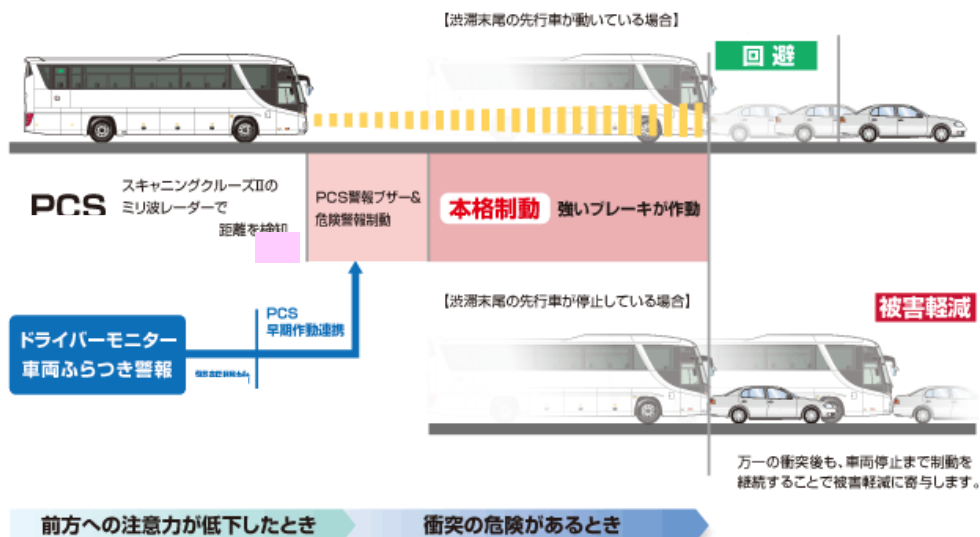 【渋滞末尾の先行車が動いている場合】
回避
PCS
スキャニングクルーズⅡの
ミリ波レーダーで
距離を検知
PCS警報ブザー&
危険警報制動
本格制動 強いブレーキが作動
ドライバーモニター
車両ふらつき警報
PCS
早期作動連携
【渋滞末尾の先行車が停止している場合】
被害軽減
万一の衝突後も、車両停止まで制動を
継続することで被害軽減に寄与します。
前方への注意力が低下したとき
衝突の危険があるとき